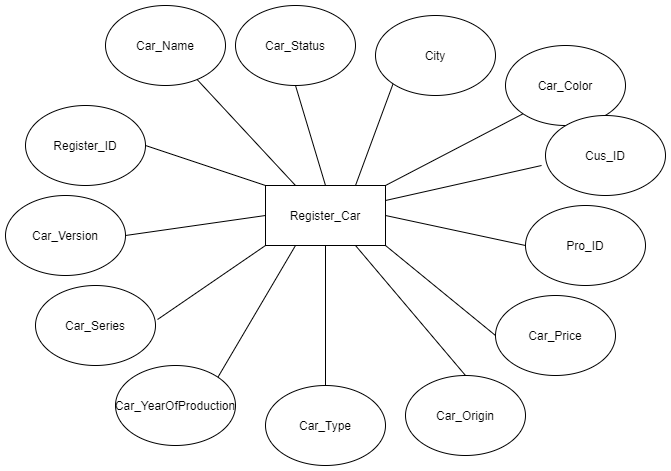 Car_Name
Car_Status
City
Car_Color
Register_ID
Cus_ID
Register_Car
Car_Version
Pro_ID
Car_Series
Car_Price
Car_YearOfProduction
Car_Type
Car_Origin